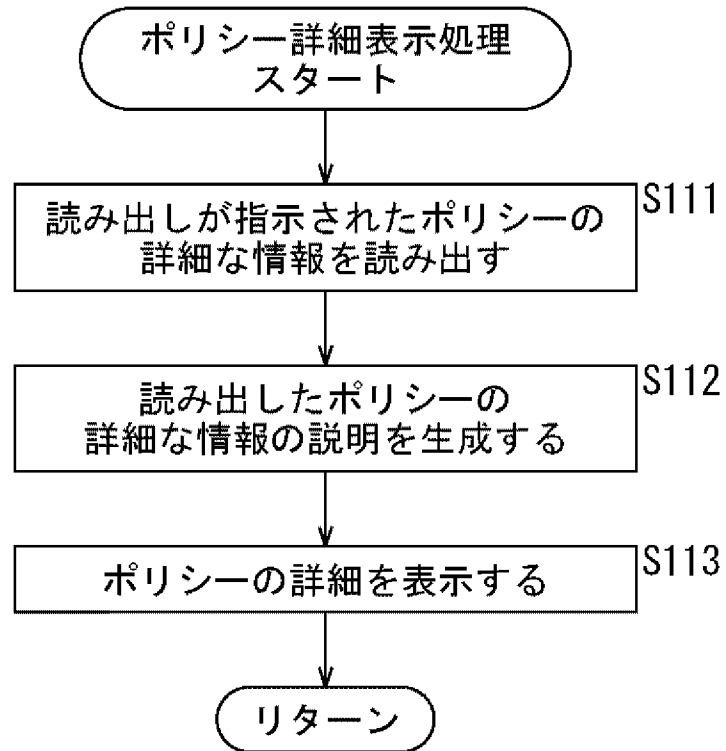 ポリシー詳細表示処理
スタート
S111
読み出しが指示されたポリシーの
詳細な情報を読み出す
S112
読み出したポリシーの
詳細な情報の説明を生成する
S113
ポリシーの詳細を表示する
リターン